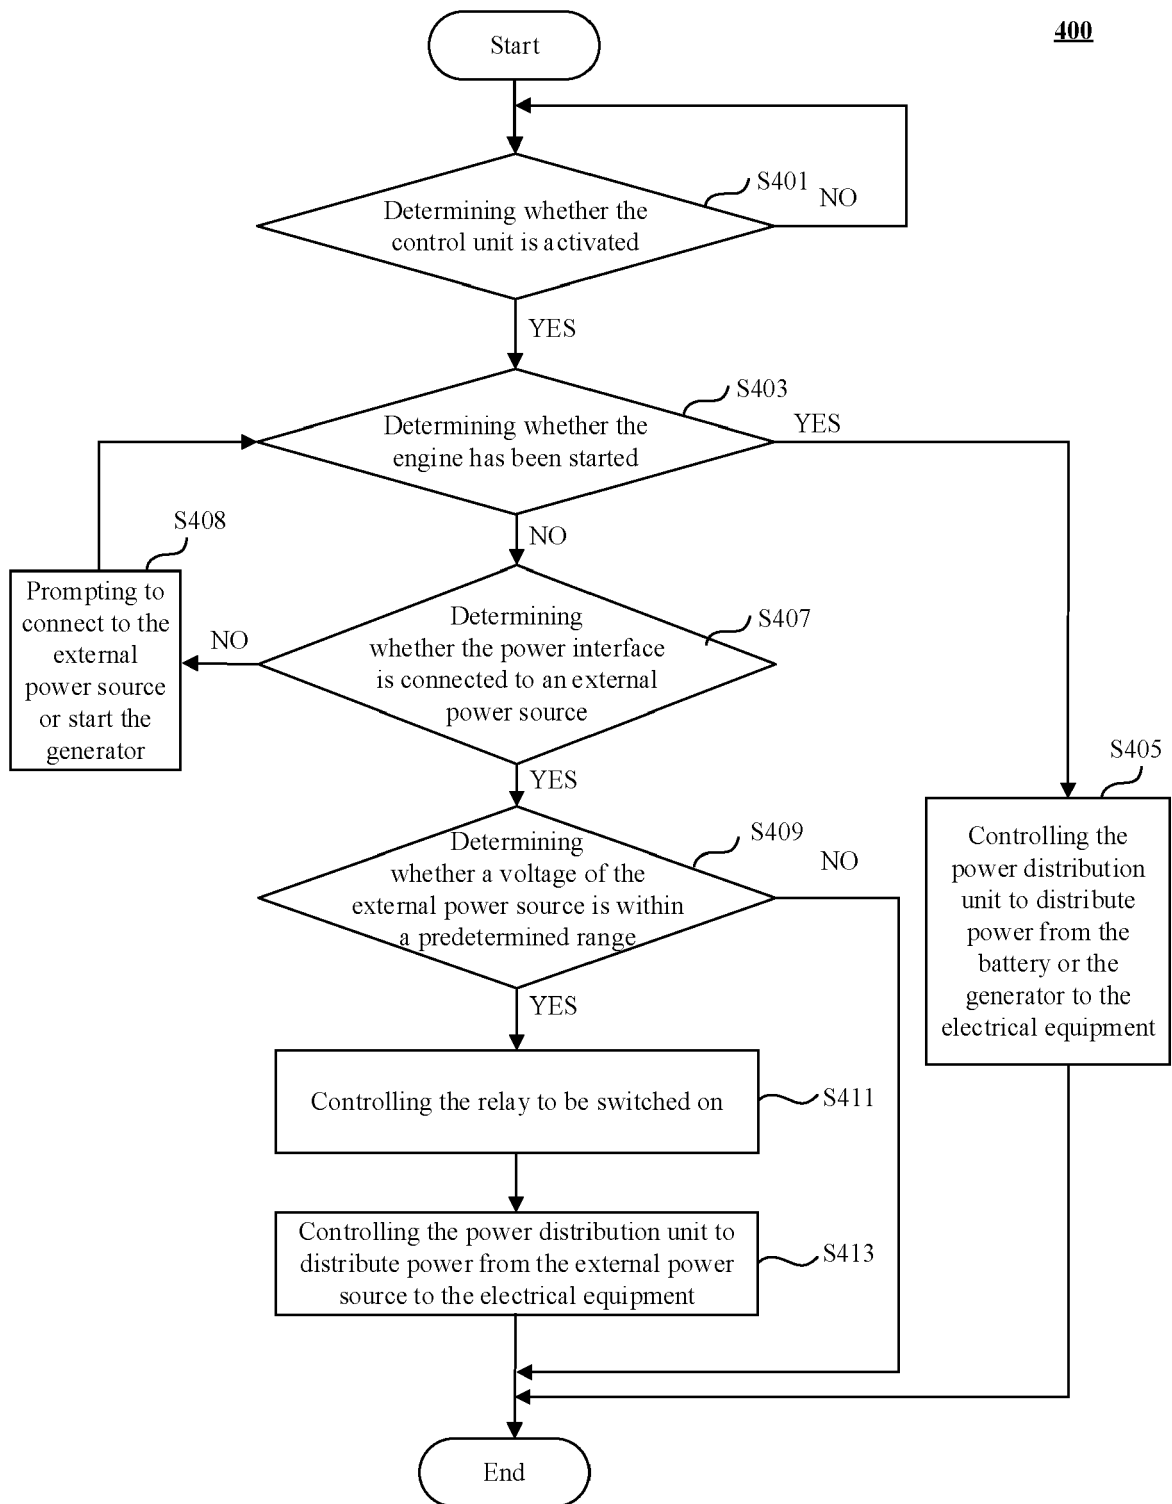 400
Start
S401
NO
Determining whether the
control unit is activated
YES
S403
YES
Determining whether the
engine has been started
NO
S408
Prompting to
connect to the
external
power source
or start the
generator
NO
S407
Determining
whether the power interface
is connected to an external
power source
YES
S405
Controlling the
power distribution
unit to distribute
power from the
battery or the
generator to the
electrical equipment
S409
NO
Determining
whether a voltage of the
external power source is within
a predetermined range
YES
Controlling the relay to be switched on
S411
Controlling the power distribution unit to
distribute power from the external power
source to the electrical equipment
S413
End